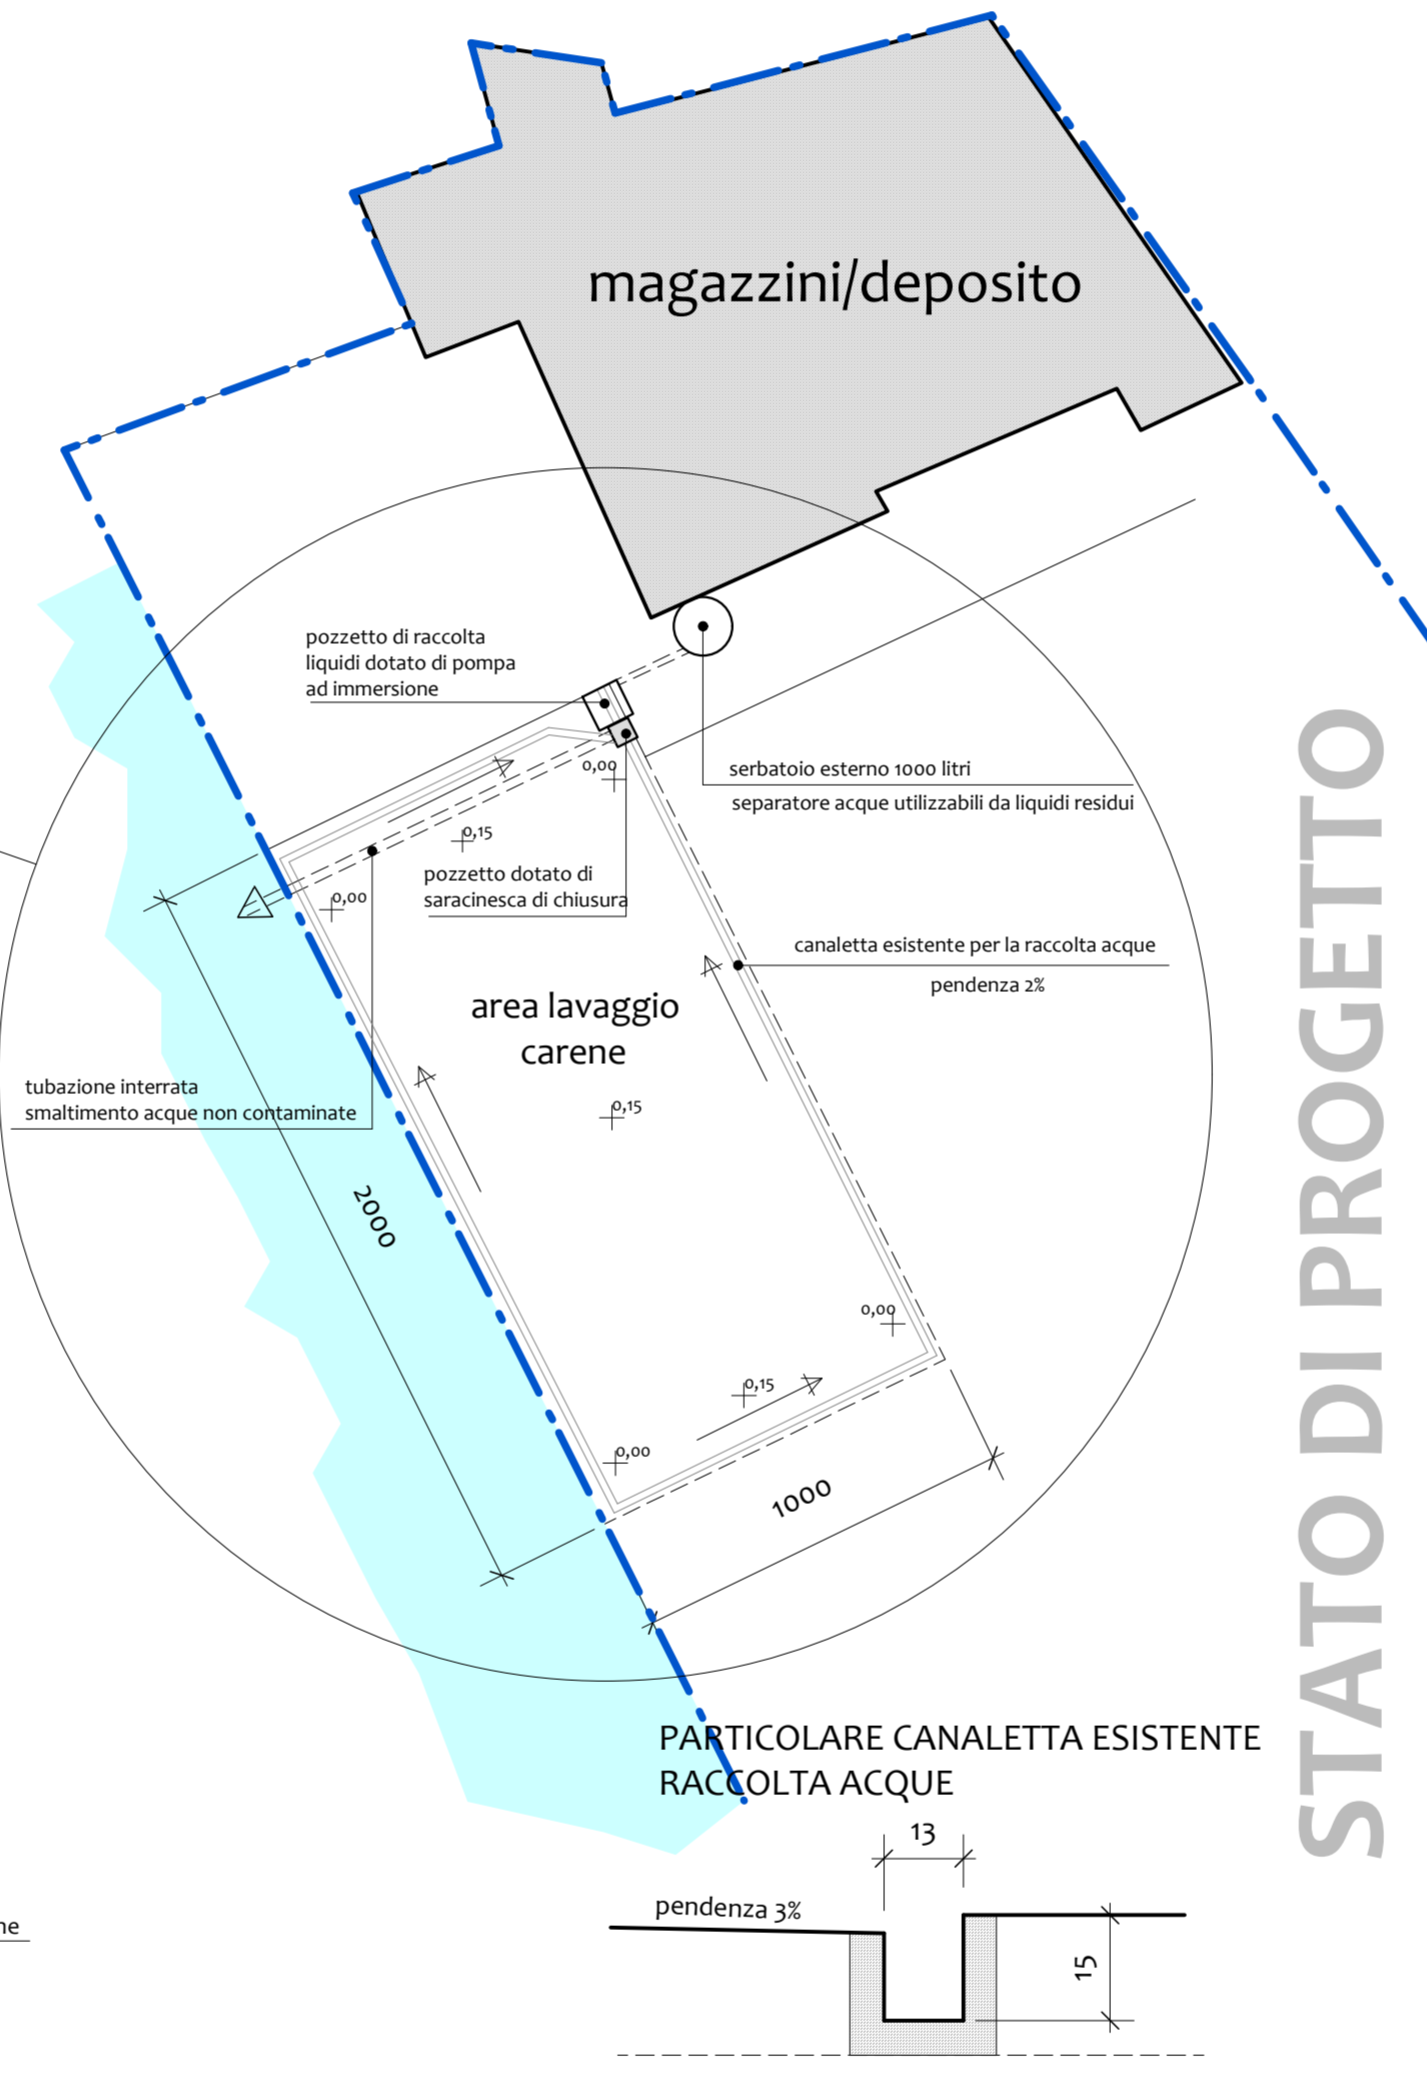 magazzini/deposito
pozzetto di raccolta
liquidi dotato di pompa
ad immersione
serbatoio esterno 1000 litri
separatore acque utilizzabili da liquidi residui
0,00
0,15
pozzetto dotato di
saracinesca di chiusura
0,00
canaletta esistente per la raccolta acque
pendenza 2%
area lavaggio
carene
tubazione interrata
smaltimento acque non contaminate
0,15
2000
0,00
0,15
0,00
1000
STATO DI PROGETTO
PARTICOLARE CANALETTA ESISTENTE
RACCOLTA ACQUE
13
pendenza 3%
15